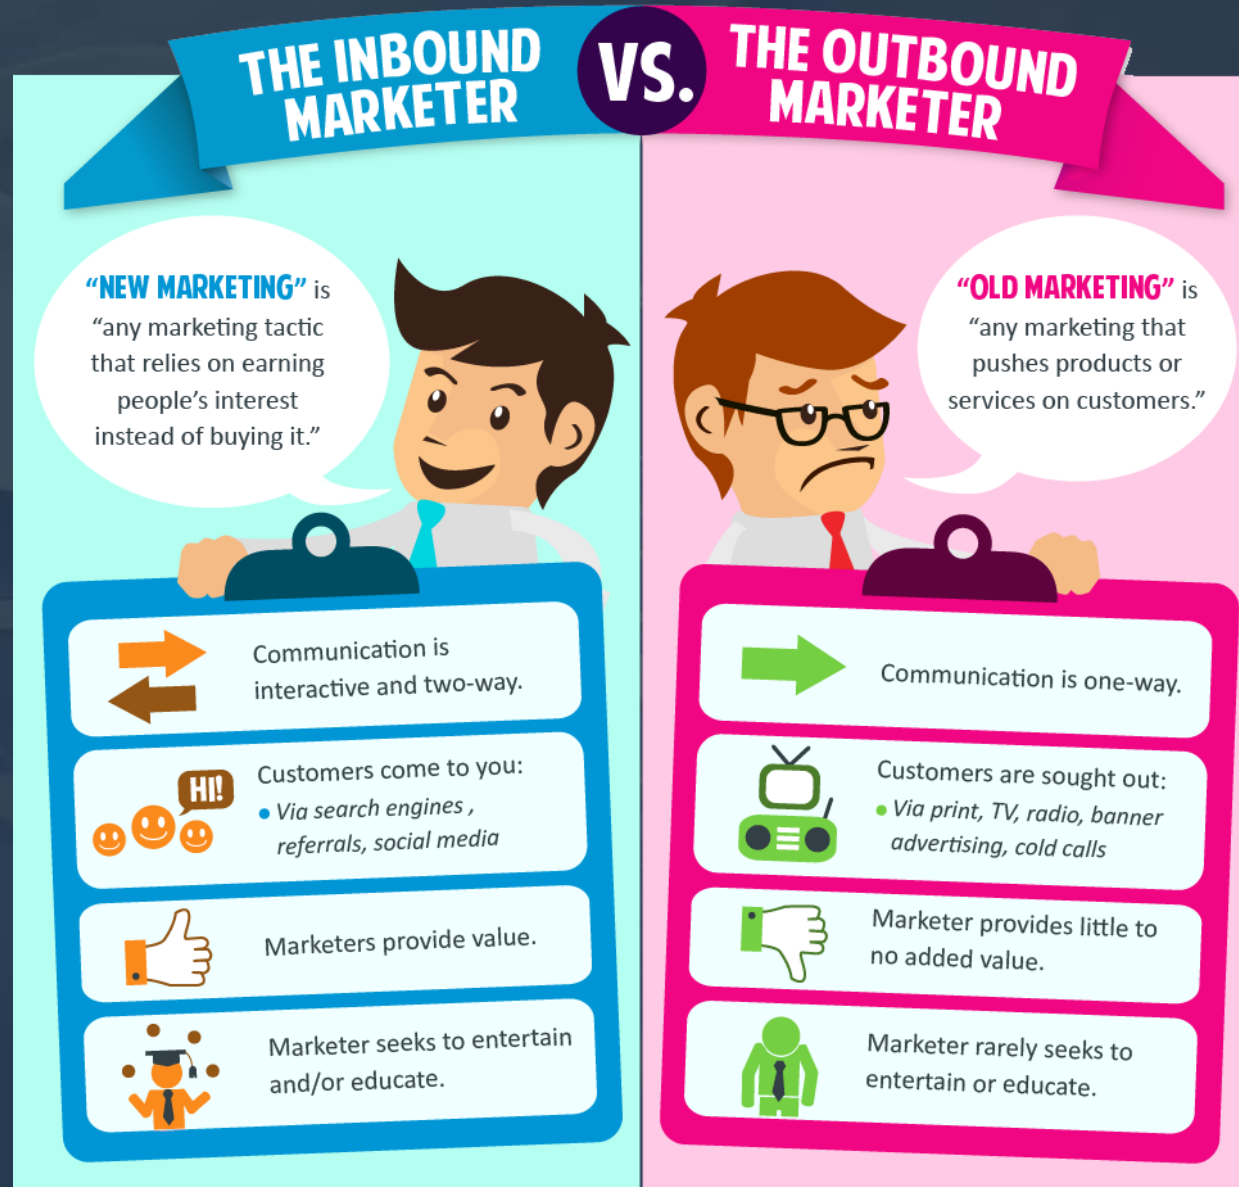 THE INBOUND
MARKETER
VS.
THE OUTBOUND
MARKETER
“NEW MARKETING” is
“any marketing tactic
that relies on earning
people’s interest
instead of buying it.”
“OLD MARKETING” is
“any marketing that
pushes products or
services on customers.”
Communication is
interactive and two-way.
HI!
Customers come to you:
• Via search engines ,
referrals, social media
Marketers provide value.
Marketer seeks to entertain
and/or educate.
Communication is one-way.
Customers are sought out:
• Via print, TV, radio, banner
advertising, cold calls
Marketer provides little to
no added value.
Marketer rarely seeks to
entertain or educate.